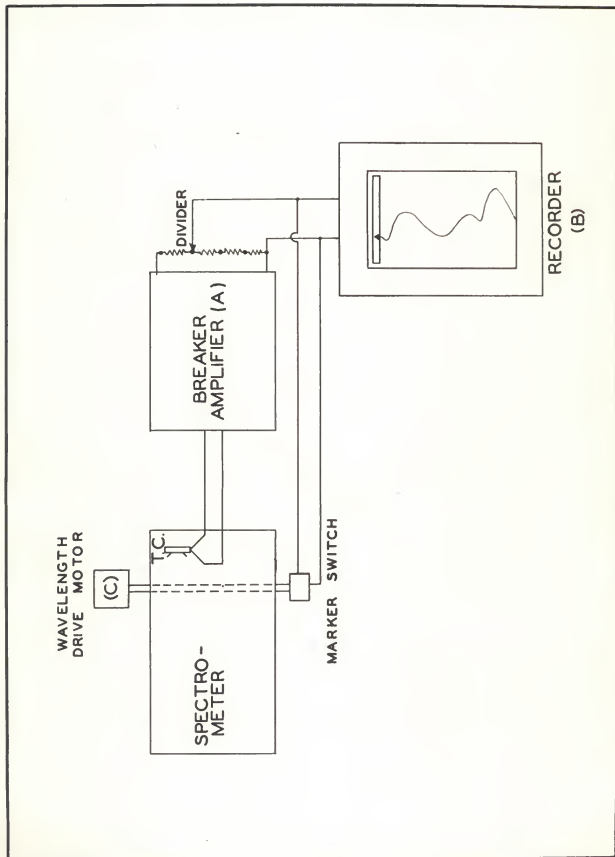 WAVELENGTH
DRIVE MOTOR
(C)
T.C.
SPECTRO-
METER
MARKER SWITCH
BREAKER
AMPLIFIER (A)
DIVIDER
RECORDER
(B)